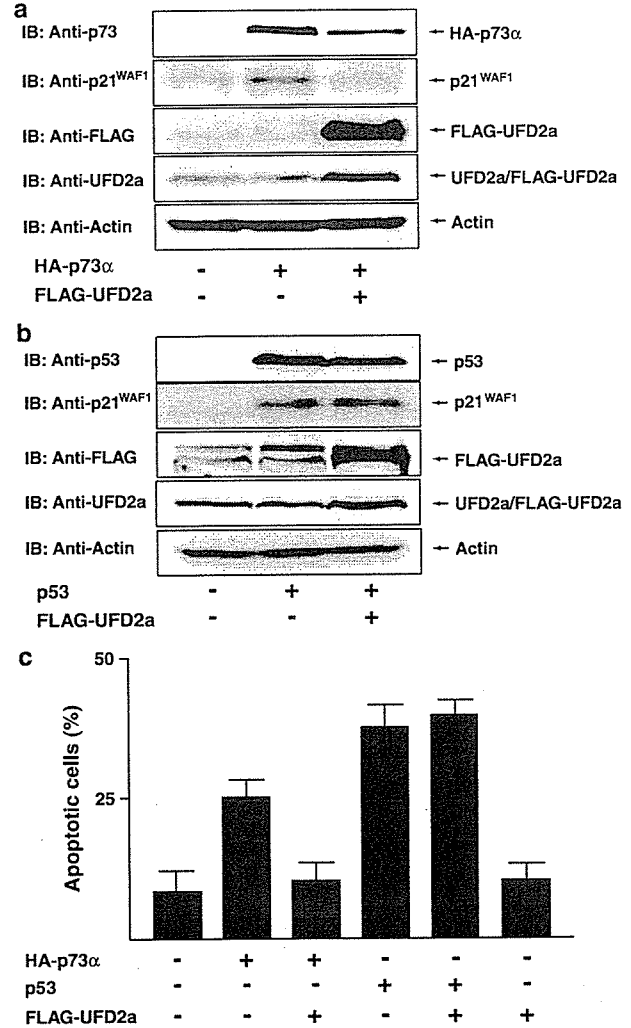 a
IB: Anti-p73 ← HA-p73α
IB: Anti-p21WAF1 ← p21WAF1
IB: Anti-FLAG ← FLAG-UFD2a
IB: Anti-UFD2a ← UFD2a/FLAG-UFD2a
IB: Anti-Actin ← Actin
HA-p73α - + +
FLAG-UFD2a - - +
b
IB: Anti-p53 ← p53
IB: Anti-p21WAF1 ← p21WAF1
IB: Anti-FLAG ← FLAG-UFD2a
IB: Anti-UFD2a ← UFD2a/FLAG-UFD2a
IB: Anti-Actin ← Actin
p53 - + +
FLAG-UFD2a - - +
c
50
25
Apoptotic cells (%)
HA-p73α - + + - - -
p53 - - - + + -
FLAG-UFD2a - - + - + +